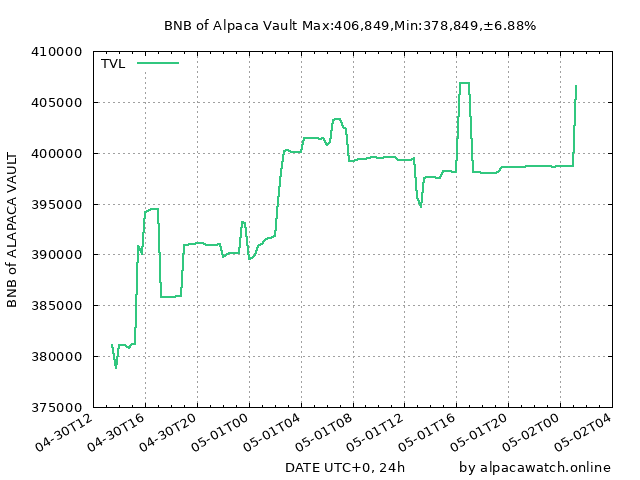 BNB of Alpaca Vault Max:406,849,Min:378,849,±6.88%
TVL
410000
405000
400000
395000
390000
385000
380000
375000
BNB of ALAPACA VAULT
04-30T12
04-30T16
04-30T20
05-01T00
05-01T04
05-01T08
05-01T12
05-01T16
05-01T20
05-02T00
05-02T04
DATE UTC+0, 24h
by alpacawatch.online